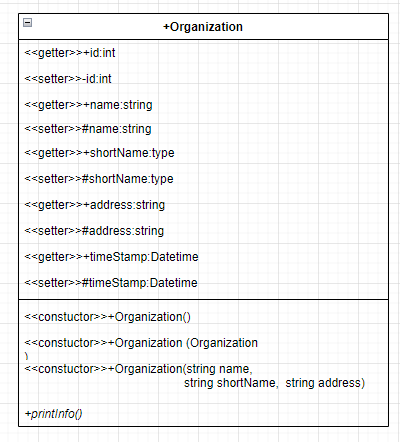 +Organization
<<getter>>+id:int
<<setter>>-id:int
<<getter>>+name:string
<<setter>>#name:string
<<getter>>+shortName:type
<<setter>>#shortName:type
<<getter>>+address:string
<<setter>>#address:string
<<getter>>+timeStamp:Datetime
<<setter>>#timeStamp:Datetime
<<constuctor>>+Organization()
<<constuctor>>+Organization (Organization
)
<<constuctor>>+Organization(string name,
string shortName, string address)
+printInfo()